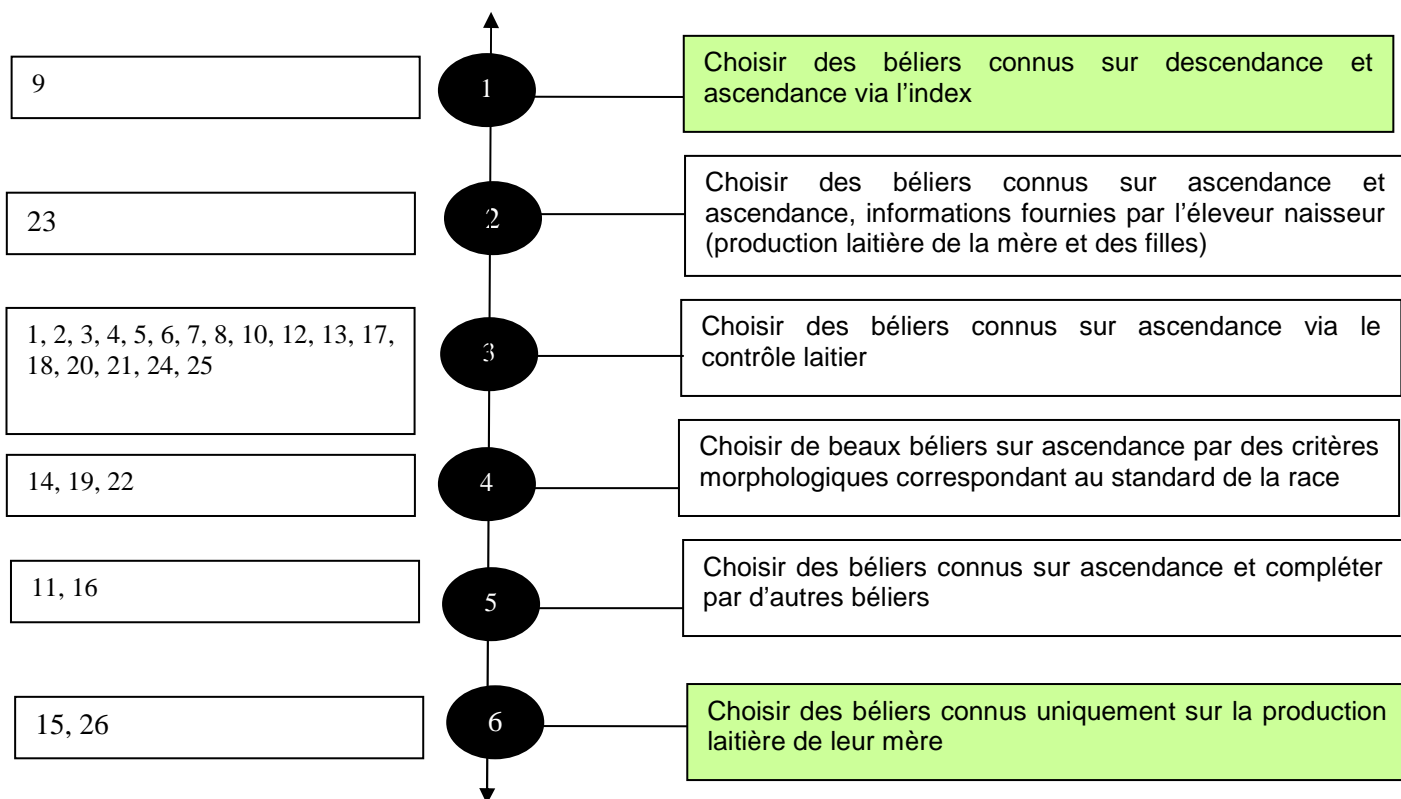 9
1
Choisir des béliers connus sur descendance et
ascendance via l'index
23
2
Choisir des béliers connus sur ascendance et
ascendance, informations fournies par l'éleveur naisseur
(production laitière de la mère et des filles)
1, 2, 3, 4, 5, 6, 7, 8, 10, 12, 13, 17,
18, 20, 21, 24, 25
3
Choisir des béliers connus sur ascendance via le
contrôle laitier
14, 19, 22
4
Choisir de beaux béliers sur ascendance par des critères
morphologiques correspondant au standard de la race
11, 16
5
Choisir des béliers connus sur ascendance et compléter
par d'autres béliers
15, 26
6
Choisir des béliers connus uniquement sur la production
laitière de leur mère